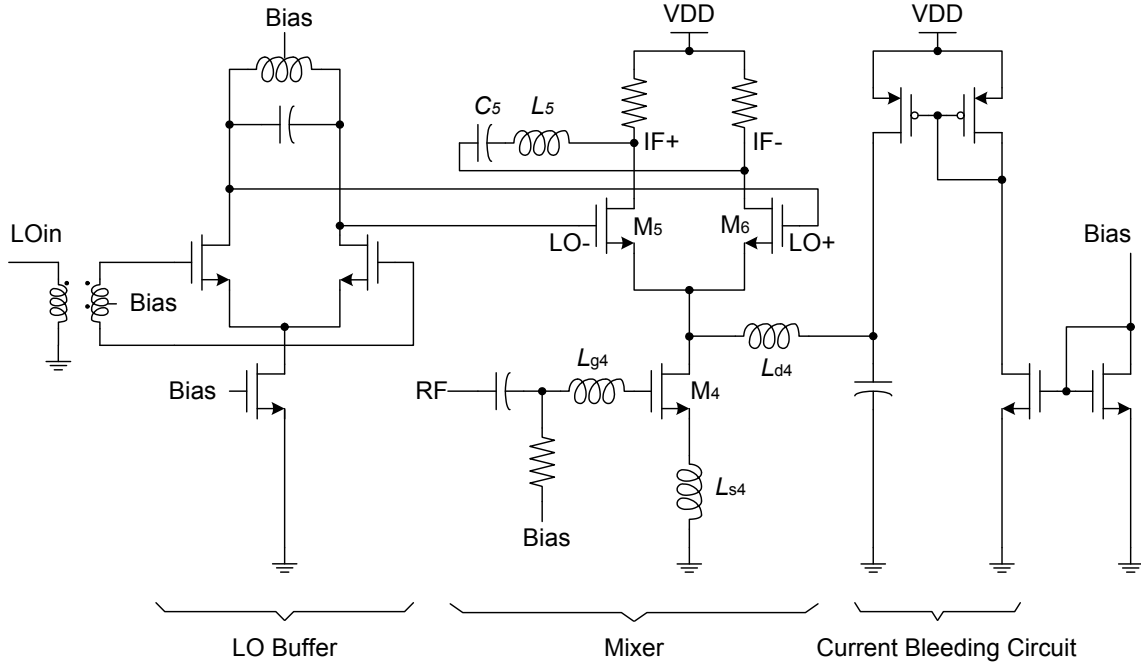 Bias
VDD
VDD
C5
L5
IF+
IF-
LOin
M5
M6
LO-
LO+
Bias
Bias
Lg4
Ld4
Bias
RF
M4
Ls4
Bias
LO Buffer
Mixer
Current Bleeding Circuit